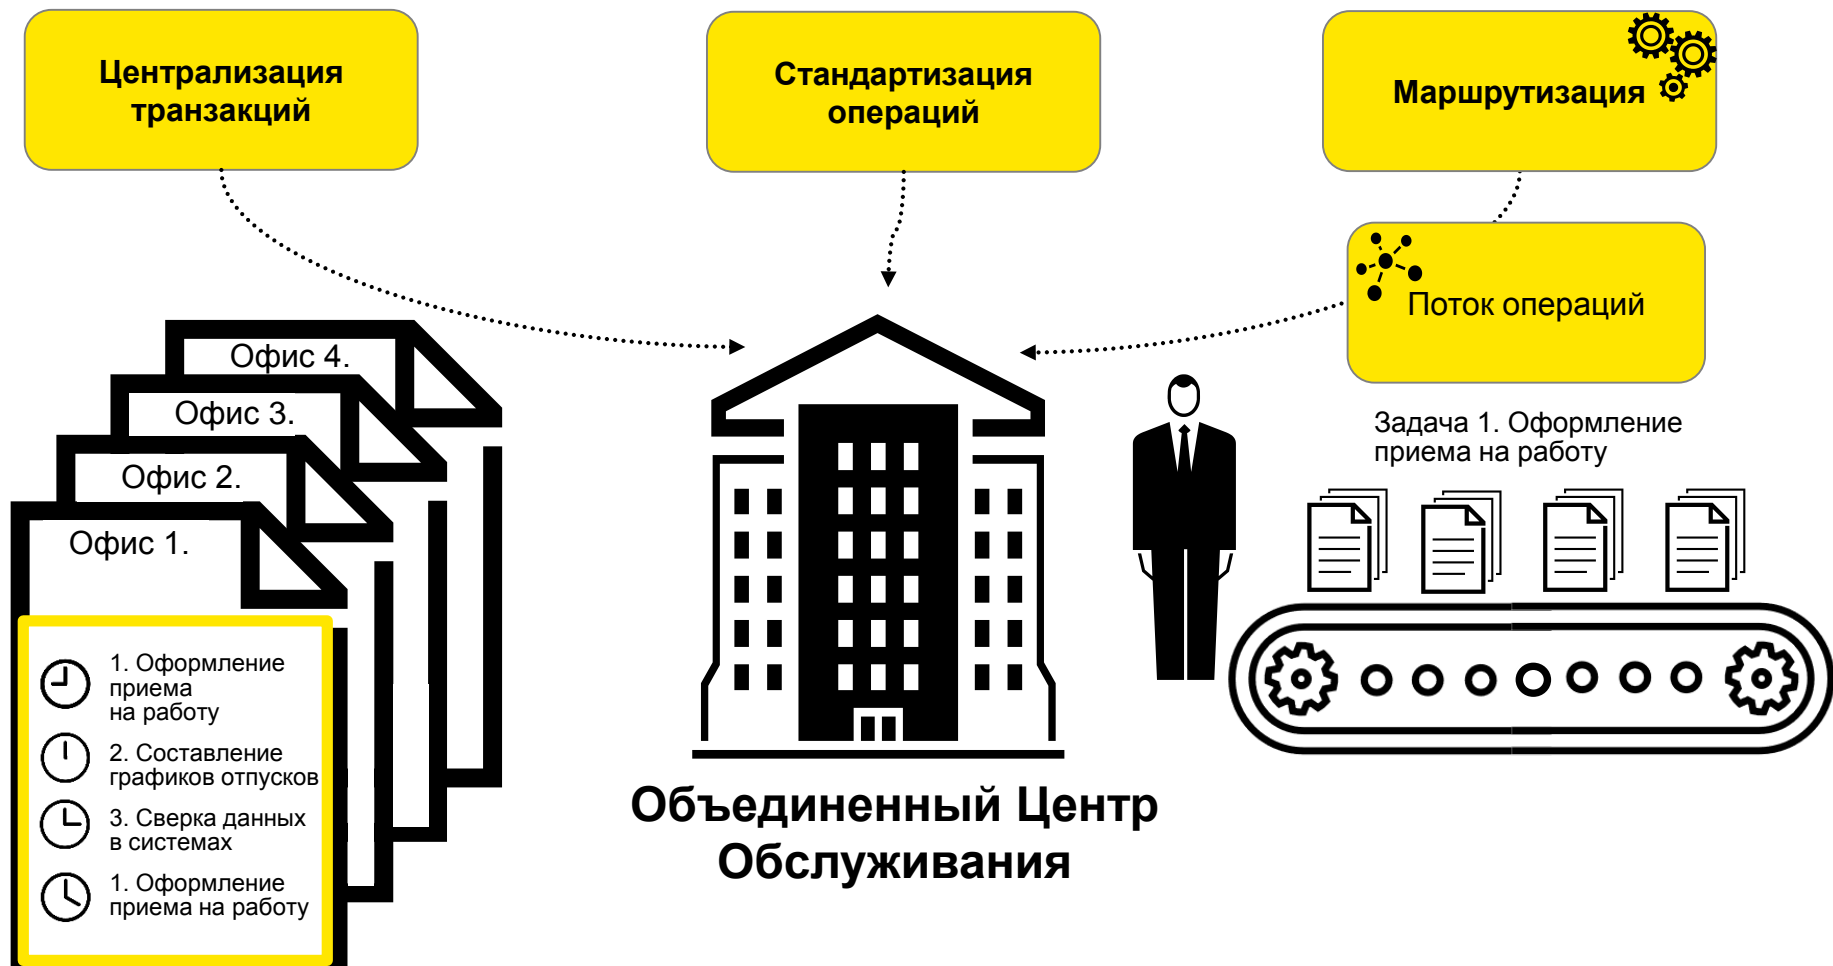 Централизация
транзакций
Стандартизация
операций
Маршрутизация
Поток операций
Офис 4.
Офис 3.
Офис 2.
Офис 1.
1. Оформление
приема
на работу
2. Составление
графиков отпусков
3. Сверка данных
в системах
1. Оформление
приема на работу
Объединенный Центр
Обслуживания
Задача 1. Оформление
приема на работу